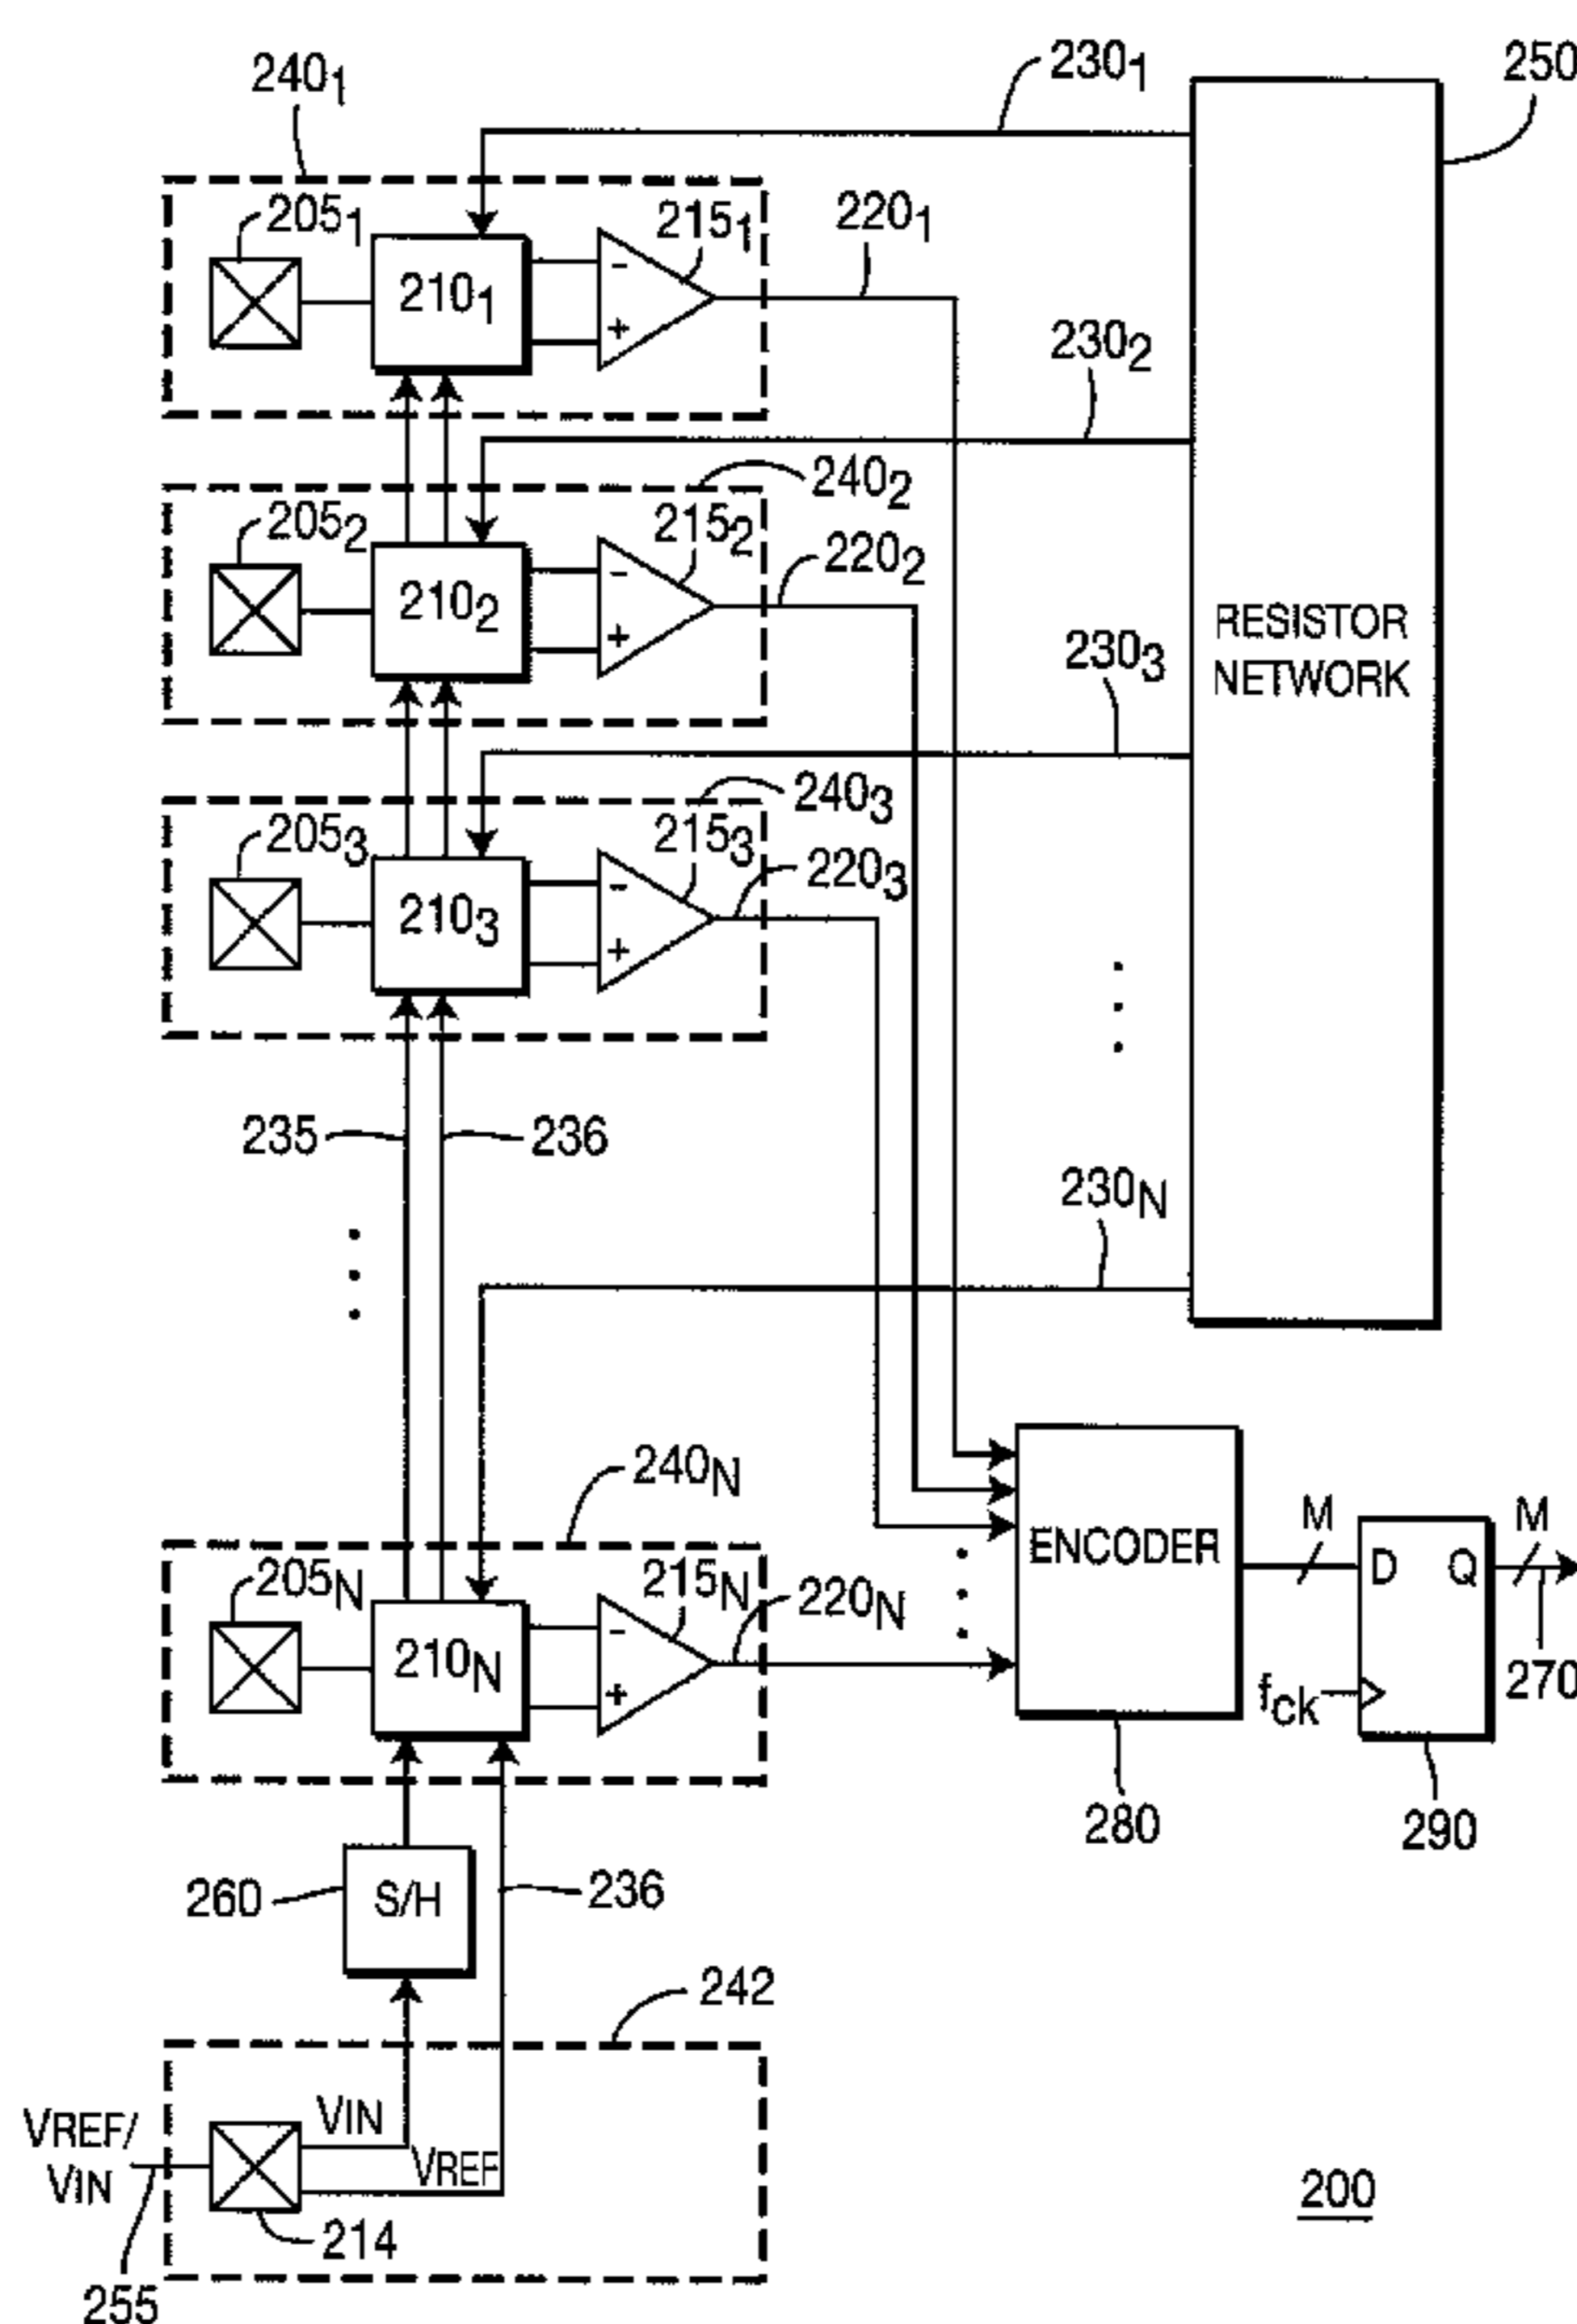 240₁
230₁
250
205₁
210₁
-
+
215₁
220₁
230₂
240₂
205₂
210₂
-
+
215₂
220₂
RESISTOR
NETWORK
230₃
240₃
205₃
210₃
-
+
215₃
220₃
235
236
230N
240N
205N
210N
-
+
215N
220N
ENCODER
280
M
D
Q
fck
M
270
290
260
S/H
236
242
VREF/
VIN
VIN
VREF
214
255
200